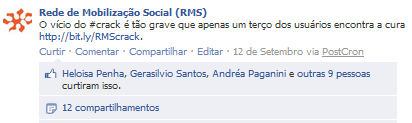 Rede de Mobilização Social (RMS)
O vício do #crack é tão grave que apenas um terço dos usuários encontra a cura
http://bit.ly/RMScrack.
Curtir · Comentar · Compartilhar · Editar · 12 de Setembro via PostCron
Heloisa Penha, Gerasilvio Santos, Andréa Paganini e outras 9 pessoas
curtiram isso.
12 compartilhamentos